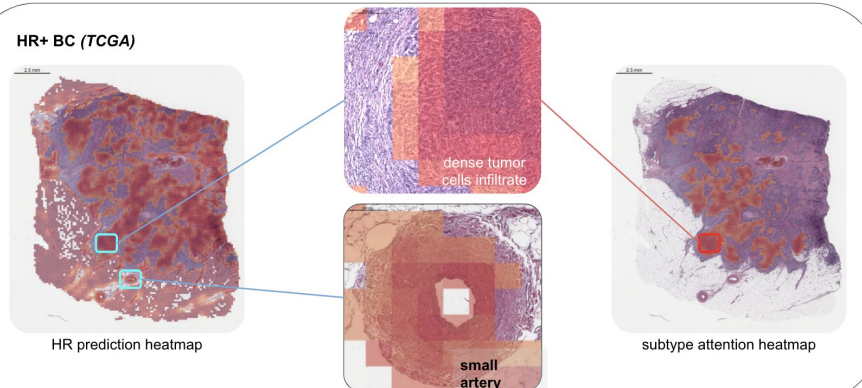 HR+ BC (TCGA)
2.5 mm
2.5 mm
dense tumor
cells infiltrate
HR prediction heatmap
subtype attention heatmap
small
artery